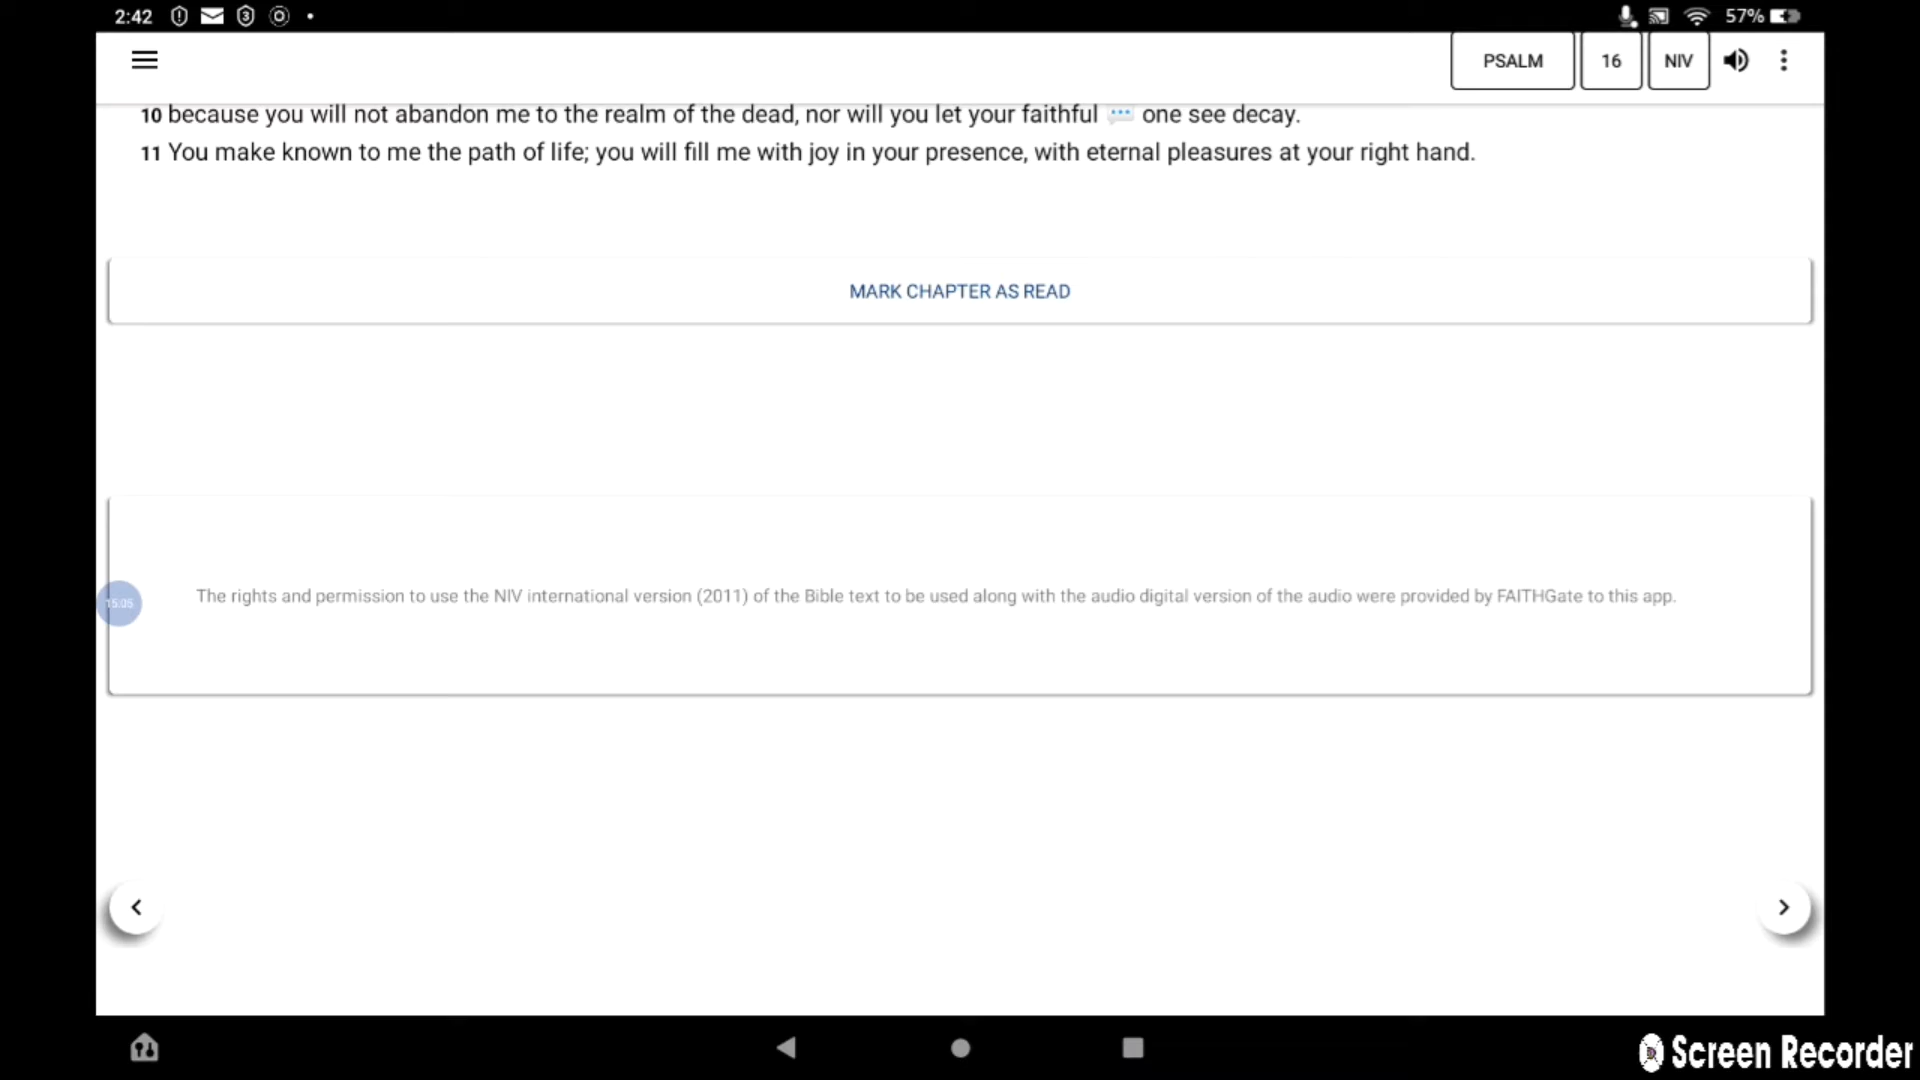 2:42
57%
PSALM 16 NIV
10 because you will not abandon me to the realm of the dead, nor will you let your faithful one see decay.
11 You make known to me the path of life; you will fill me with joy in your presence, with eternal pleasures at your right hand.
MARK CHAPTER AS READ
15:05
The rights and permission to use the NIV international version (2011) of the Bible text to be used along with the audio digital version of the audio were provided by FAITHGate to this app.
Screen Recorder